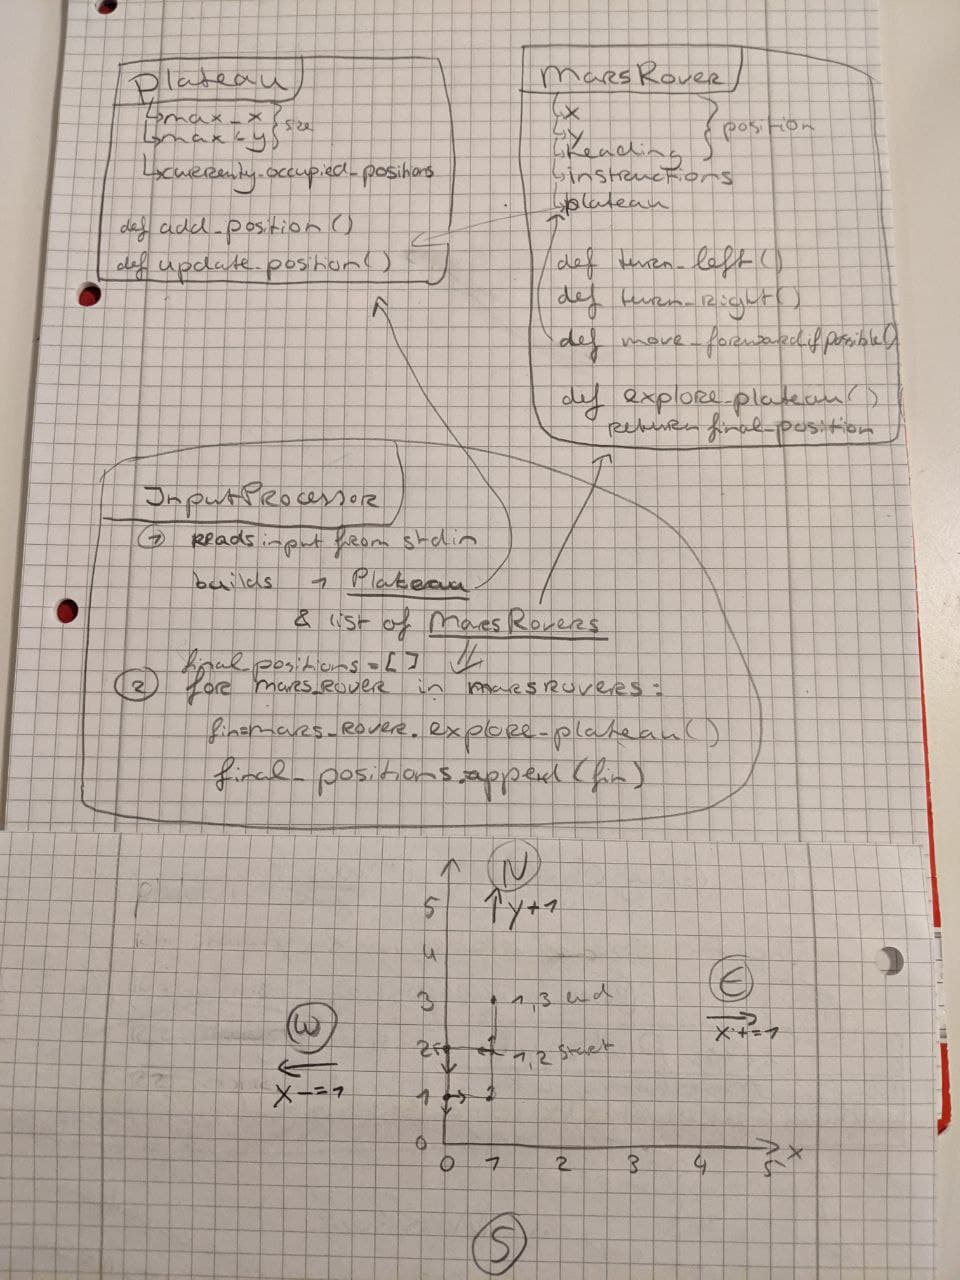 Plateau
↳max_x
↳max_y
} size
↳currently_occupied_positions
def add_position()
def update_position()
MarsRover
↳x
↳y
↳heading
} position
↳instructions
↳plateau
def turn_left()
def turn_right()
def move_forward if possible()
def explore_plateau()
return final_position
InputProcessor
① reads input from stdin
builds 1 Plateau
& list of MarsRovers
final_positions=[]
② for mars_rover in marsrovers:
fin=mars_rover.explore_plateau()
final_positions.append(fin)
N
5 ↑y+1
4
E
3 1,3 end
W
x+=1
2 1,2 start
x-=1
1
0 x
0 1 2 3 4 5
S